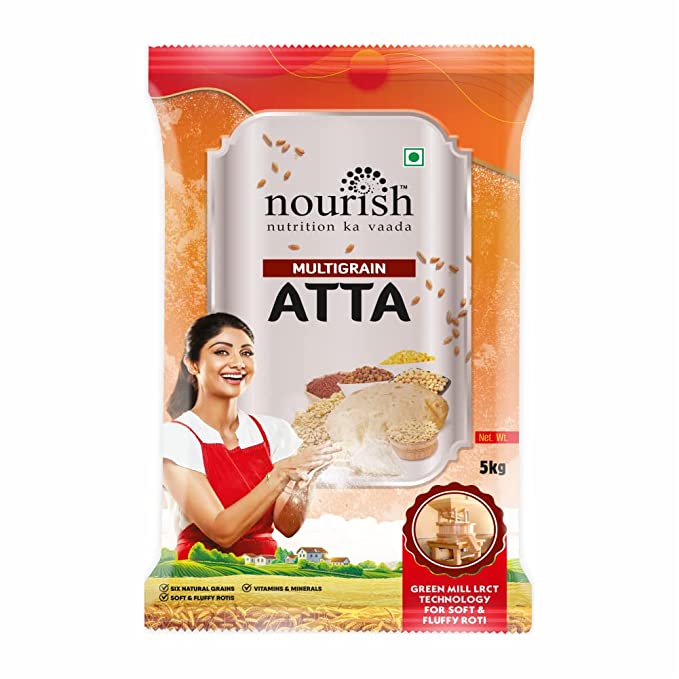 nourish™
nutrition ka vaada
MULTIGRAIN
ATTA
Net. Wt.
5kg
SIX NATURAL GRAINS
VITAMINS & MINERALS
SOFT & FLUFFY ROTIS
GREEN MILL LRCT
TECHNOLOGY
FOR SOFT &
FLUFFY ROTI